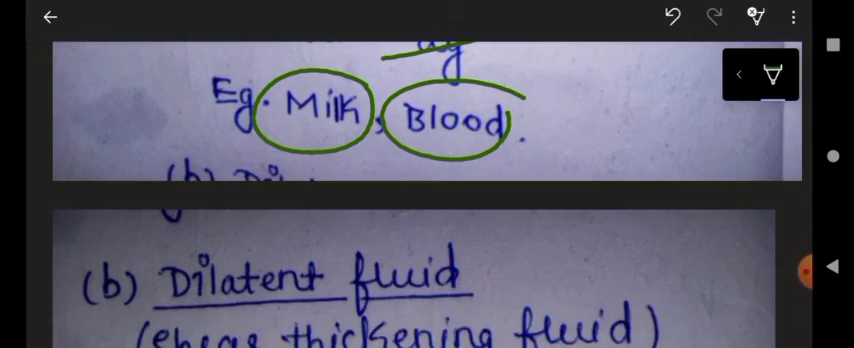 Eg. Milk, Blood.
(b) Dilatent fluid
(shear thickening fluid)